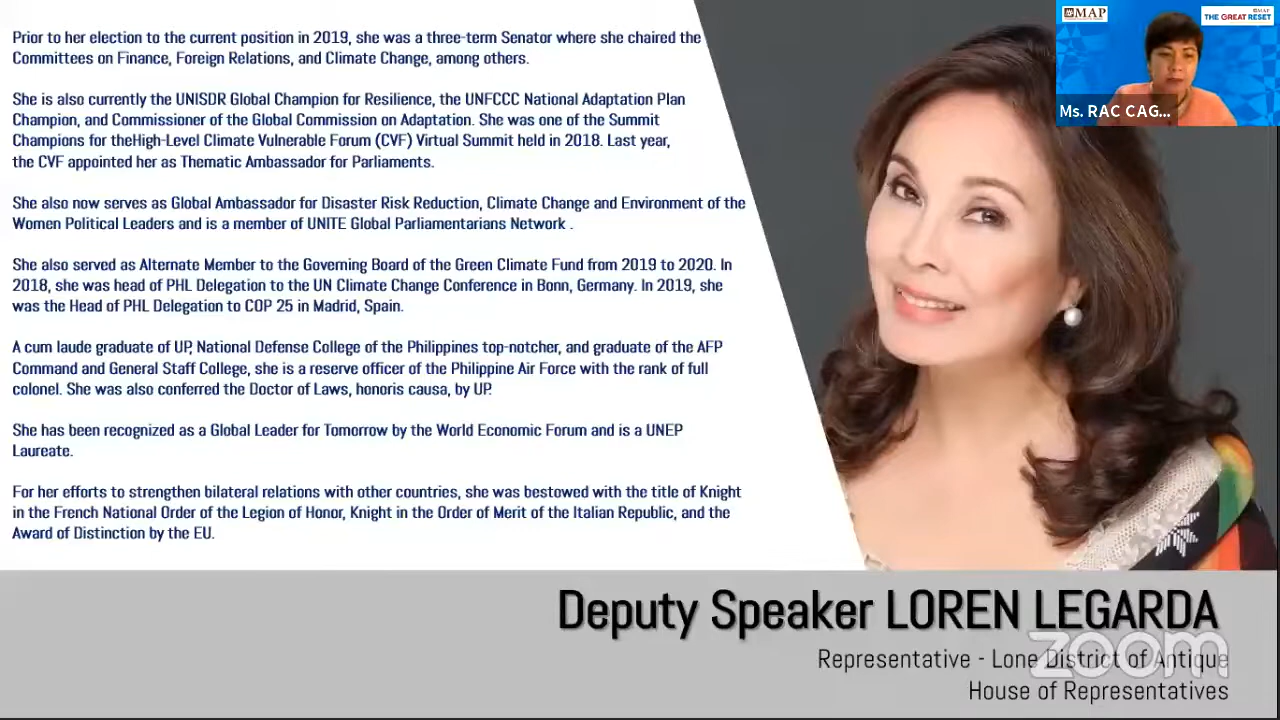 Prior to her election to the current position in 2019, she was a three-term Senator where she chaired the
Committees on Finance, Foreign Relations, and Climate Change, among others.
She is also currently the UNISDR Global Champion for Resilience, the UNFCCC National Adaptation Plan
Champion, and Commissioner of the Global Commission on Adaptation. She was one of the Summit
Champions for theHigh-Level Climate Vulnerable Forum (CVF) Virtual Summit held in 2018. Last year,
the CVF appointed her as Thematic Ambassador for Parliaments.
She also now serves as Global Ambassador for Disaster Risk Reduction, Climate Change and Environment of the
Women Political Leaders and is a member of UNITE Global Parliamentarians Network .
She also served as Alternate Member to the Governing Board of the Green Climate Fund from 2019 to 2020. In
2018, she was head of PHL Delegation to the UN Climate Change Conference in Bonn, Germany. In 2019, she
was the Head of PHL Delegation to COP 25 in Madrid, Spain.
A cum laude graduate of UP, National Defense College of the Philippines top-notcher, and graduate of the AFP
Command and General Staff College, she is a reserve officer of the Philippine Air Force with the rank of full
colonel. She was also conferred the Doctor of Laws, honoris causa, by UP.
She has been recognized as a Global Leader for Tomorrow by the World Economic Forum and is a UNEP
Laureate.
For her efforts to strengthen bilateral relations with other countries, she was bestowed with the title of Knight
in the French National Order of the Legion of Honor, Knight in the Order of Merit of the Italian Republic, and the
Award of Distinction by the EU.
MAP
MAP
THE GREAT RESET
Ms. RAC CAG...
Deputy Speaker LOREN LEGARDA
Representative - Lone District of Antique
House of Representatives
zoom